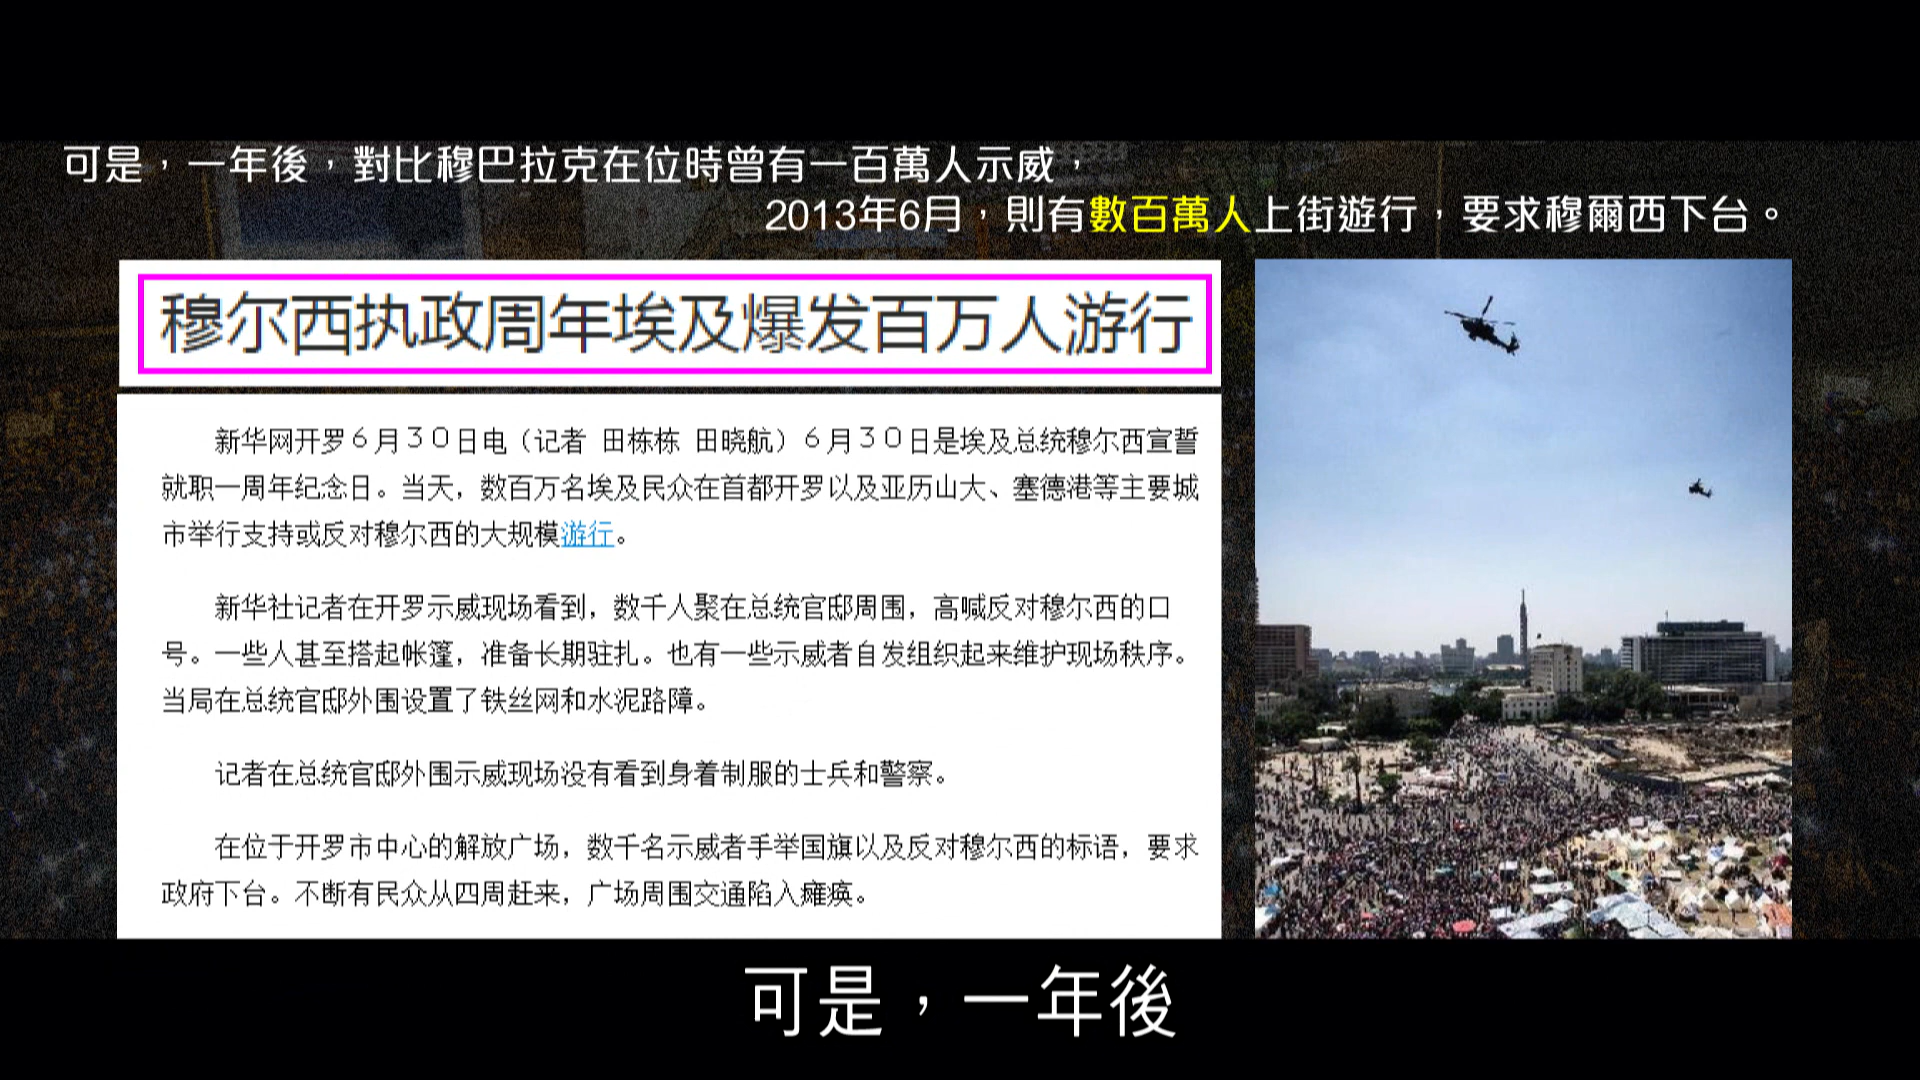 可是，一年後，對比穆巴拉克在位時曾有一百萬人示威，
2013年6月，則有數百萬人上街遊行，要求穆爾西下台。
穆尔西执政周年埃及爆发百万人游行
新华网开罗６月３０日电（记者 田栋栋 田晓航）６月３０日是埃及总统穆尔西宣誓
就职一周年纪念日。当天，数百万名埃及民众在首都开罗以及亚历山大、塞德港等主要城
市举行支持或反对穆尔西的大规模游行。
新华社记者在开罗示威现场看到，数千人聚在总统官邸周围，高喊反对穆尔西的口
号。一些人甚至搭起帐篷，准备长期驻扎。也有一些示威者自发组织起来维护现场秩序。
当局在总统官邸外围设置了铁丝网和水泥路障。
记者在总统官邸外围示威现场没有看到身着制服的士兵和警察。
在位于开罗市中心的解放广场，数千名示威者手举国旗以及反对穆尔西的标语，要求
政府下台。不断有民众从四周赶来，广场周围交通陷入瘫痪。
可是，一年後